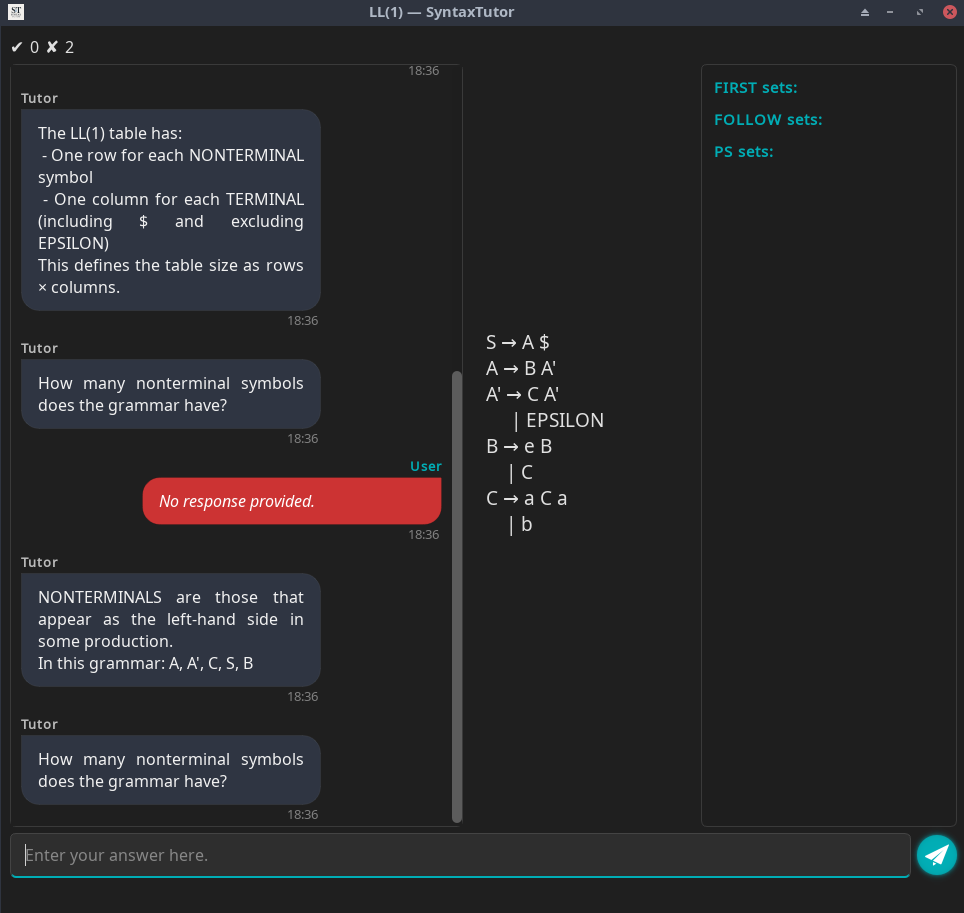 ST
LL(1) — SyntaxTutor
✔ 0 ✘ 2
18:36
Tutor
The LL(1) table has:
- One row for each NONTERMINAL
symbol
- One column for each TERMINAL
(including $ and excluding
EPSILON)
This defines the table size as rows
× columns.
18:36
Tutor
How many nonterminal symbols
does the grammar have?
18:36
User
No response provided.
18:36
Tutor
NONTERMINALS are those that
appear as the left-hand side in
some production.
In this grammar: A, A', C, S, B
18:36
Tutor
How many nonterminal symbols
does the grammar have?
18:36
S → A $
A → B A'
A' → C A'
| EPSILON
B → e B
| C
C → a C a
| b
FIRST sets:
FOLLOW sets:
PS sets:
Enter your answer here.